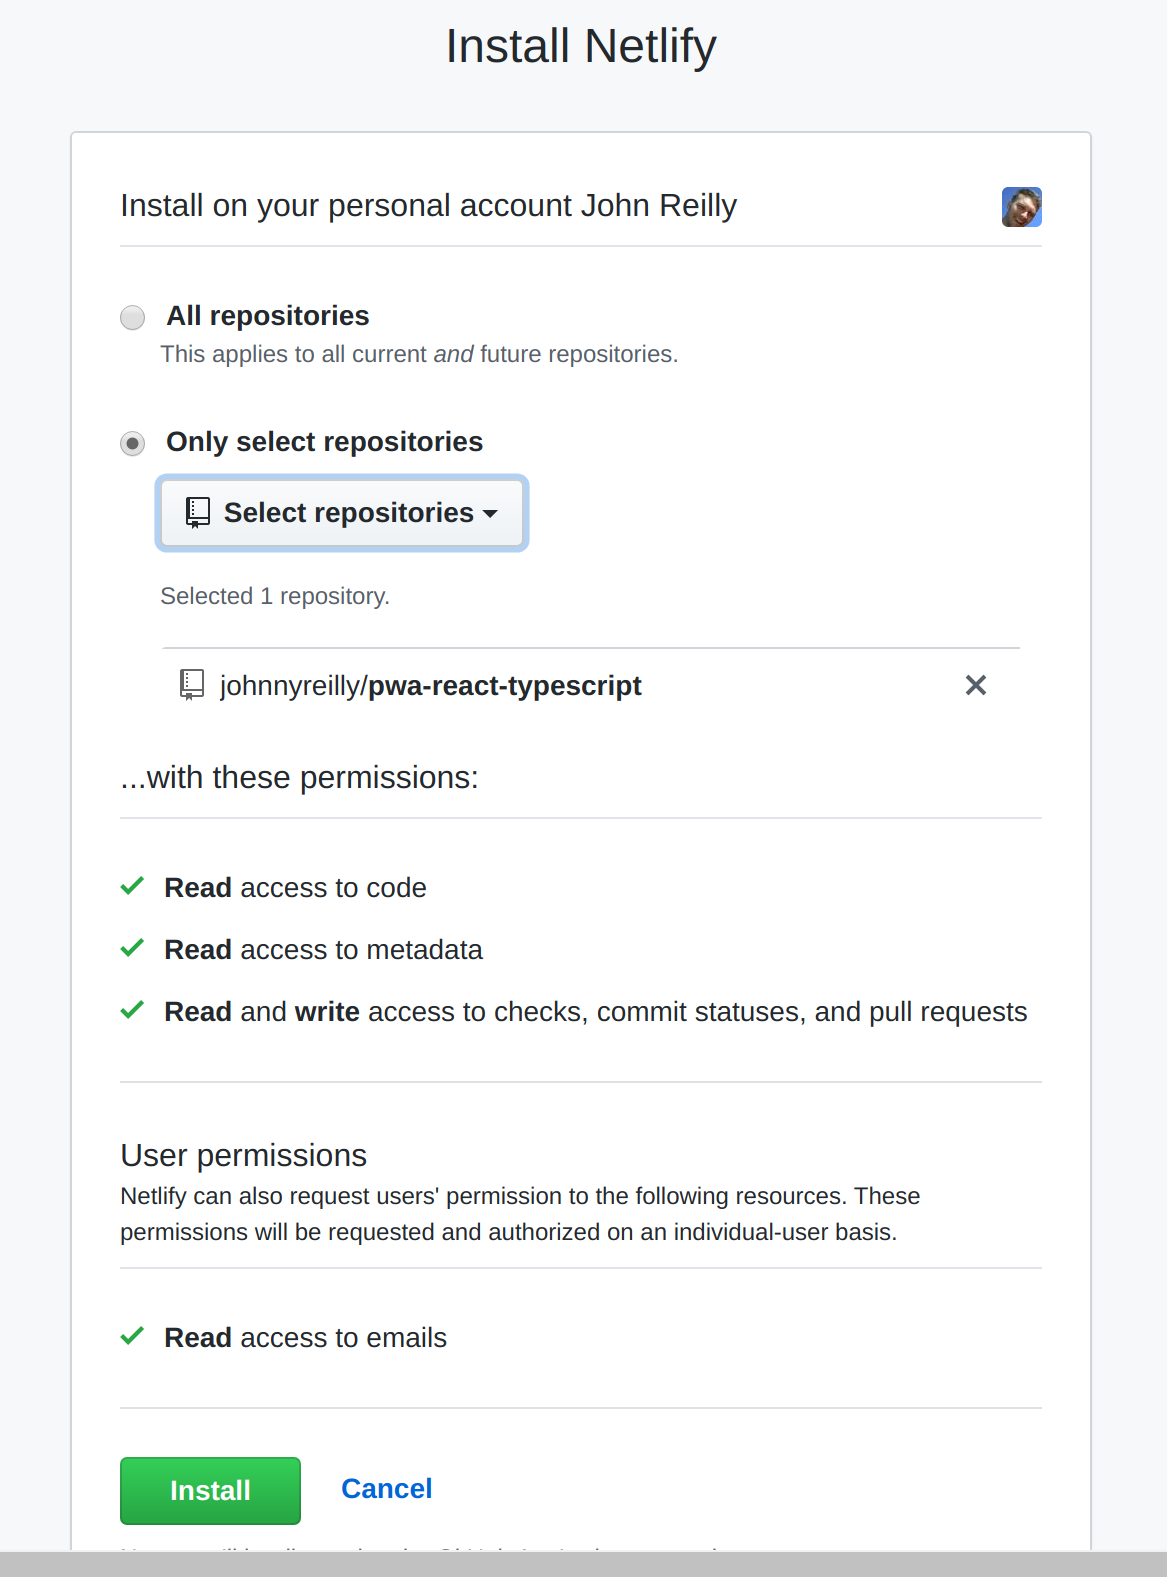 Install Netlify
Install on your personal account John Reilly
All repositories
This applies to all current and future repositories.
Only select repositories
Select repositories
Selected 1 repository.
johnnyreilly/pwa-react-typescript
...with these permissions:
Read access to code
Read access to metadata
Read and write access to checks, commit statuses, and pull requests
User permissions
Netlify can also request users' permission to the following resources. These
permissions will be requested and authorized on an individual-user basis.
Read access to emails
Install Cancel